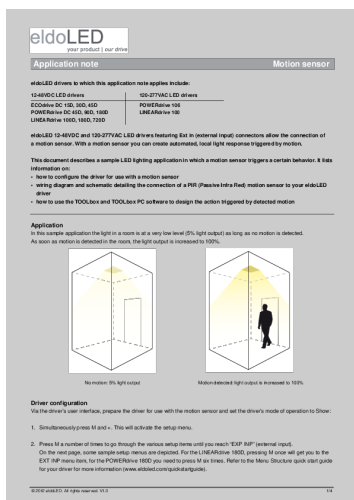 eldoLED
your product | our drive
Application note Motion sensor
eldoLED drivers to which this application note applies include:
12-48VDC LED drivers 120-277VAC LED drivers
ECOdrive DC 15D, 30D, 45D POWERdrive 106
POWERdrive DC 45D, 90D, 180D LINEARdrive 100
LINEARdrive 100D, 180D, 720D
eldoLED 12-48VDC and 120-277VAC LED drivers featuring Ext In (external input) connectors allow the connection of
a motion sensor. With a motion sensor you can create automated, local light response triggered by motion.
This document describes a sample LED lighting application in which a motion sensor triggers a certain behavior. It lists
information on:
• how to configure the driver for use with a motion sensor
• wiring diagram and schematic detailing the connection of a PIR (Passive Infra Red) motion sensor to your eldoLED
driver
• how to use the TOOLbox and TOOLbox PC software to design the action triggered by detected motion
Application
In this sample application the light in a room is at a very low level (5% light output) as long as no motion is detected.
As soon as motion is detected in the room, the light output is increased to 100%.
No motion: 5% light output
Motion detected: light output is increased to 100%.
Driver configuration
Via the driver's user interface, prepare the driver for use with the motion sensor and set the driver's mode of operation to Show:
1. Simultaneously press M and +. This will activate the setup menu.
2. Press M a number of times to go through the various setup items until you reach "EXP INP" (external input).
On the next page, some sample setup menus are depicted. For the LINEARdrive 180D, pressing M once will get you to the
EXT INP menu item, for the POWERdrive 180D you need to press M six times. Refer to the Menu Structure quick start guide
for your driver for more information (www.eldoled.com/quickstartguide).
© 2012 eldoLED. All rights reserved. V1.0 1/4